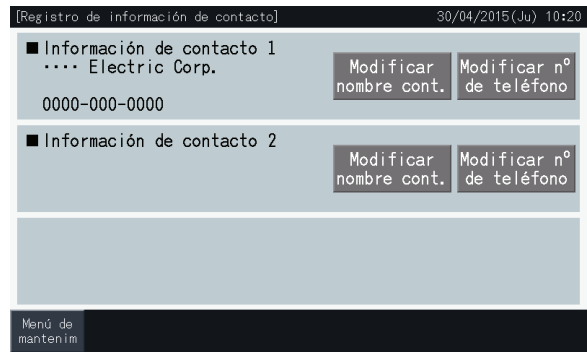 [Registro de información de contacto] 30/04/2015(Ju) 10:20
■Información de contacto 1
···· Electric Corp.
0000-000-0000
Modificar nombre cont.
Modificar nº de teléfono
■Información de contacto 2
Modificar nombre cont.
Modificar nº de teléfono
Menú de
mantenim